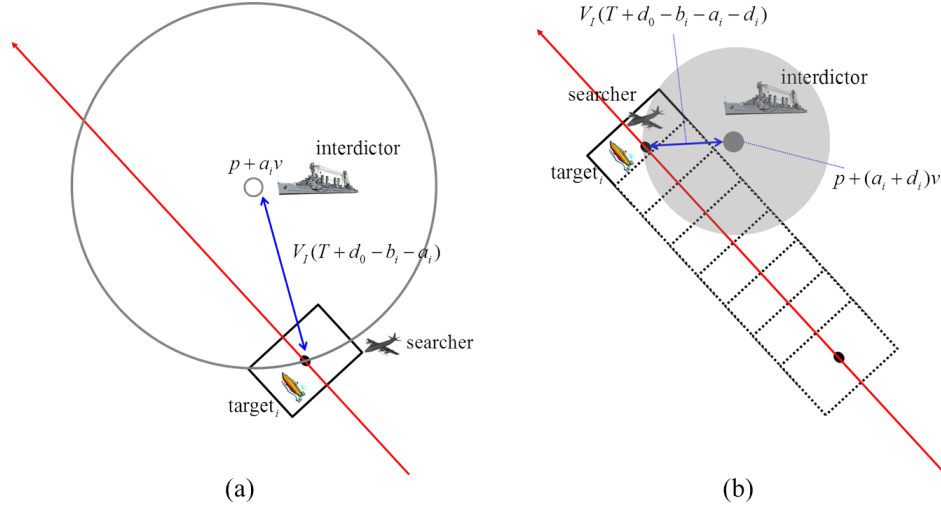 p + a_i v
interdictor
V_I(T + d_0 − b_i − a_i)
searcher
target_i
(a)
V_I(T + d_0 − b_i − a_i − d_i)
interdictor
searcher
target_i
p + (a_i + d_i)v
(b)